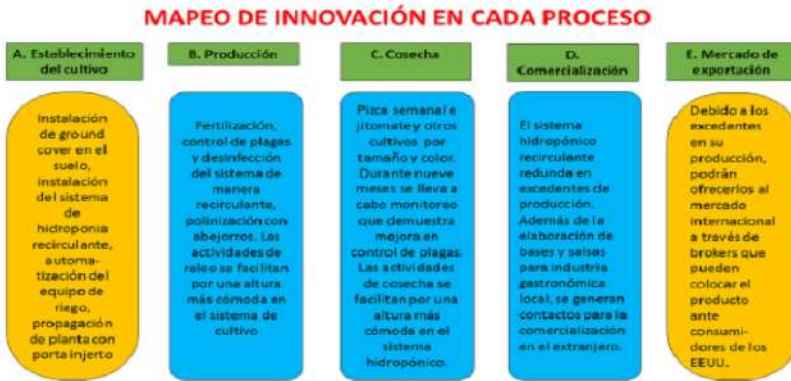 MAPEO DE INNOVACIÓN EN CADA PROCESO
A. Establecimiento
del cultivo
Instalación
de ground
cover en el
suelo,
instalación
del sistema
de
hidroponia
recirculante,
automa-
tización del
equipo de
riego,
propagación
de planta con
porta injerto
B. Producción
Fertilización,
control de plagas
y desinfección
del sistema de
manera
recirculante,
polinización con
abejorros. Las
actividades de
raleo se facilitan
por una altura
más cómoda en
el sistema de
cultivo
C. Cosecha
Pizca semanal e
jitomate y otros
cultivos por
tamaño y color.
Durante nueve
meses se lleva a
cabo monitoreo
que demuestra
mejora en
control de plagas.
Las actividades
de cosecha se
facilitan por una
altura más
cómoda en el
sistema
hidropónico.
D.
Comercialización
El sistema
hidropónico
recirculante
redunda en
excedentes de
producción.
Además de la
elaboración de
bases y salsas
para industria
gastronómica
local, se generan
contactos para la
comercialización
en el extranjero.
E. Mercado de
exportación
Debido a los
excedentes
en su
producción,
podrán
ofrecerlos al
mercado
internacional
a través de
brokers que
pueden
colocar el
producto
ante
consumi-
dores de los
EEUU.